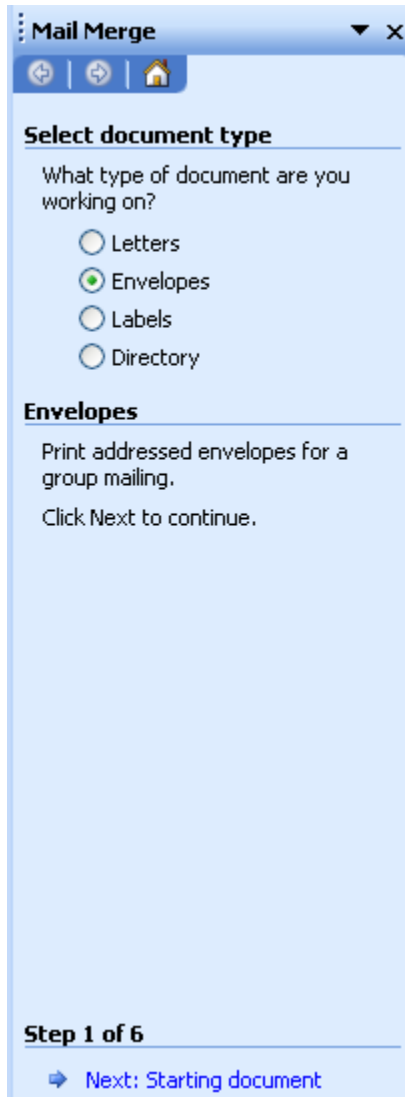 Mail Merge
Select document type
What type of document are you
working on?
Letters
Envelopes
Labels
Directory
Envelopes
Print addressed envelopes for a
group mailing.
Click Next to continue.
Step 1 of 6
Next: Starting document